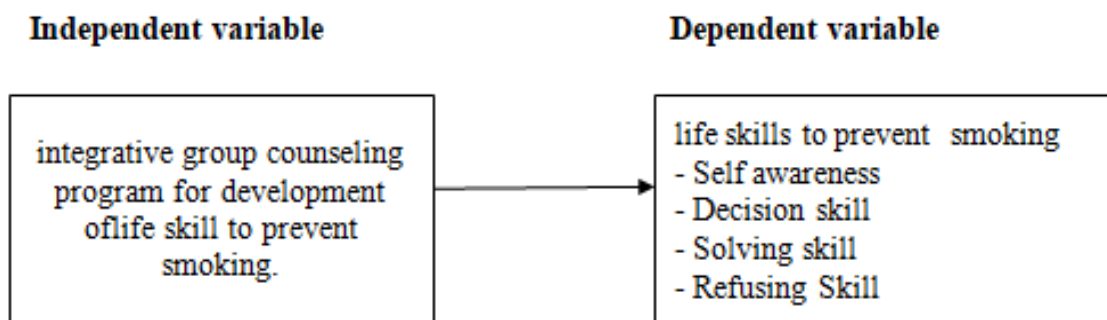 Independent variable
Dependent variable
integrative group counseling
program for development
oflife skill to prevent
smoking.
life skills to prevent  smoking
- Self awareness
- Decision skill
- Solving skill
- Refusing Skill